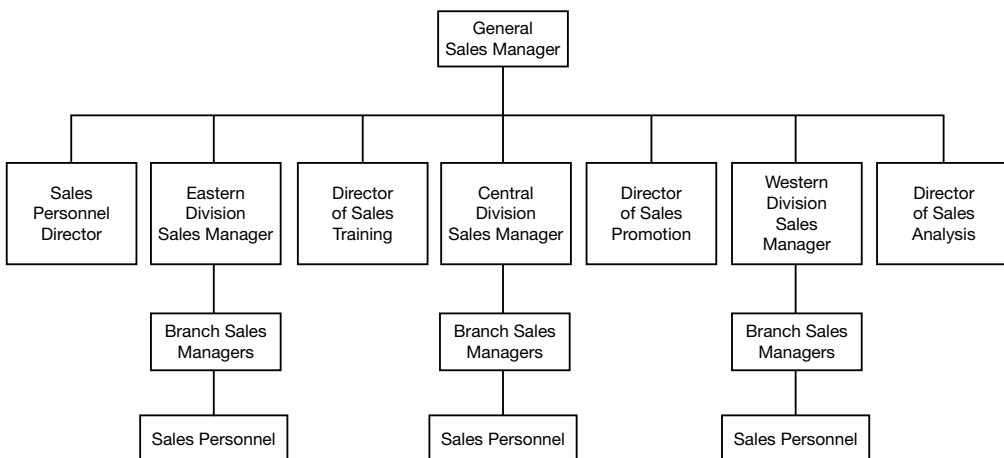 General
Sales Manager
Sales
Personnel
Director
Eastern
Division
Sales Manager
Director
of Sales
Training
Central
Division
Sales Manager
Director
of Sales
Promotion
Western
Division
Sales
Manager
Director
of Sales
Analysis
Branch Sales
Managers
Branch Sales
Managers
Branch Sales
Managers
Sales Personnel
Sales Personnel
Sales Personnel